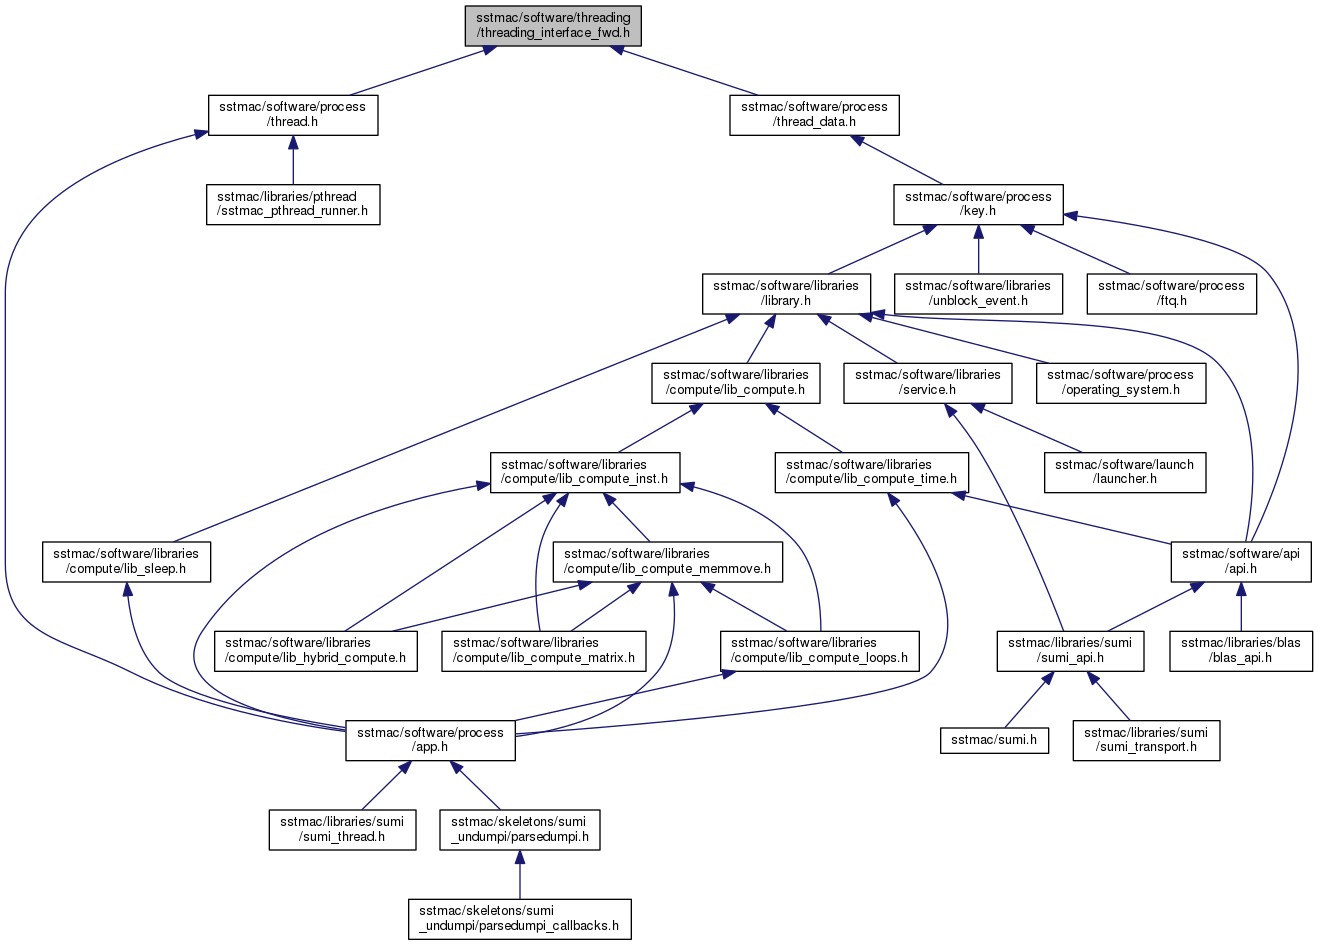 sstmac/software/threading
/threading_interface_fwd.h
sstmac/software/process
/thread.h
sstmac/software/process
/thread_data.h
sstmac/libraries/pthread
/sstmac_pthread_runner.h
sstmac/software/process
/key.h
sstmac/software/libraries
/library.h
sstmac/software/libraries
/unblock_event.h
sstmac/software/process
/ftq.h
sstmac/software/libraries
/compute/lib_compute.h
sstmac/software/libraries
/service.h
sstmac/software/process
/operating_system.h
sstmac/software/libraries
/compute/lib_compute_inst.h
sstmac/software/libraries
/compute/lib_compute_time.h
sstmac/software/launch
/launcher.h
sstmac/software/libraries
/compute/lib_sleep.h
sstmac/software/libraries
/compute/lib_compute_memmove.h
sstmac/software/api
/api.h
sstmac/software/libraries
/compute/lib_hybrid_compute.h
sstmac/software/libraries
/compute/lib_compute_matrix.h
sstmac/software/libraries
/compute/lib_compute_loops.h
sstmac/libraries/sumi
/sumi_api.h
sstmac/libraries/blas
/blas_api.h
sstmac/software/process
/app.h
sstmac/sumi.h
sstmac/libraries/sumi
/sumi_transport.h
sstmac/libraries/sumi
/sumi_thread.h
sstmac/skeletons/sumi
_undumpi/parsedumpi.h
sstmac/skeletons/sumi
_undumpi/parsedumpi_callbacks.h